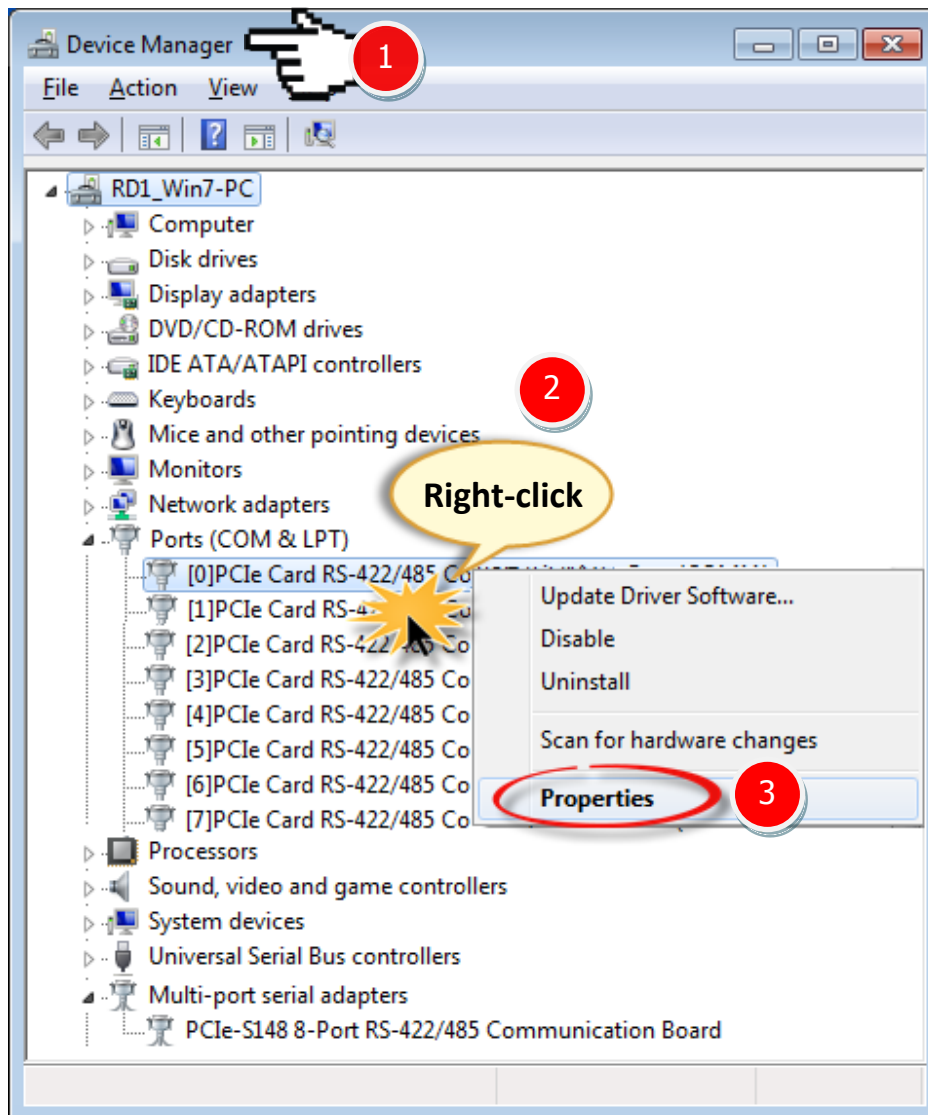 Device Manager
1
File Action View
RD1_Win7-PC
Computer
Disk drives
Display adapters
DVD/CD-ROM drives
IDE ATA/ATAPI controllers
2
Keyboards
Mice and other pointing devices
Monitors
Right-click
Network adapters
Ports (COM & LPT)
[0]PCIe Card RS-422/485 Co
[1]PCIe Card RS-4
[2]PCIe Card RS-422/485 Co
[3]PCIe Card RS-422/485 Co
[4]PCIe Card RS-422/485 Co
[5]PCIe Card RS-422/485 Co
[6]PCIe Card RS-422/485 Co
[7]PCIe Card RS-422/485 Co
Update Driver Software...
Disable
Uninstall
Scan for hardware changes
Properties
3
Processors
Sound, video and game controllers
System devices
Universal Serial Bus controllers
Multi-port serial adapters
PCIe-S148 8-Port RS-422/485 Communication Board